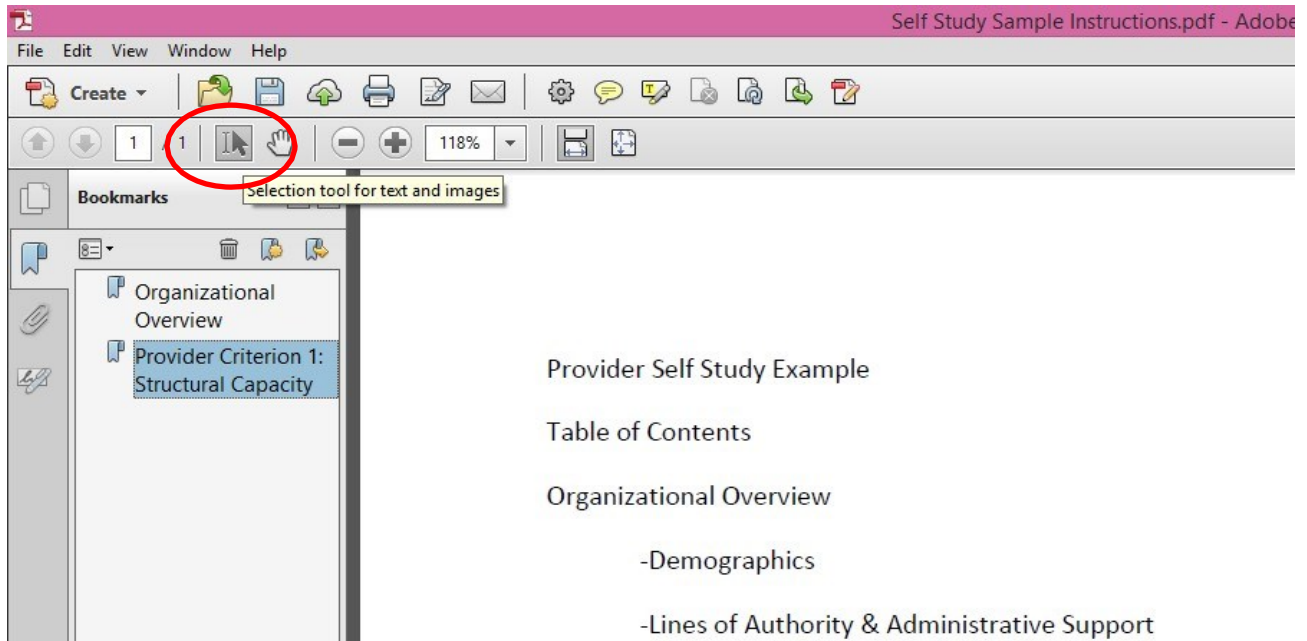 Self Study Sample Instructions.pdf - Adobe
File Edit View Window Help
Create
1 / 1 118%
Selection tool for text and images
Bookmarks
Organizational
Overview
Provider Criterion 1:
Structural Capacity
Provider Self Study Example
Table of Contents
Organizational Overview
-Demographics
-Lines of Authority & Administrative Support